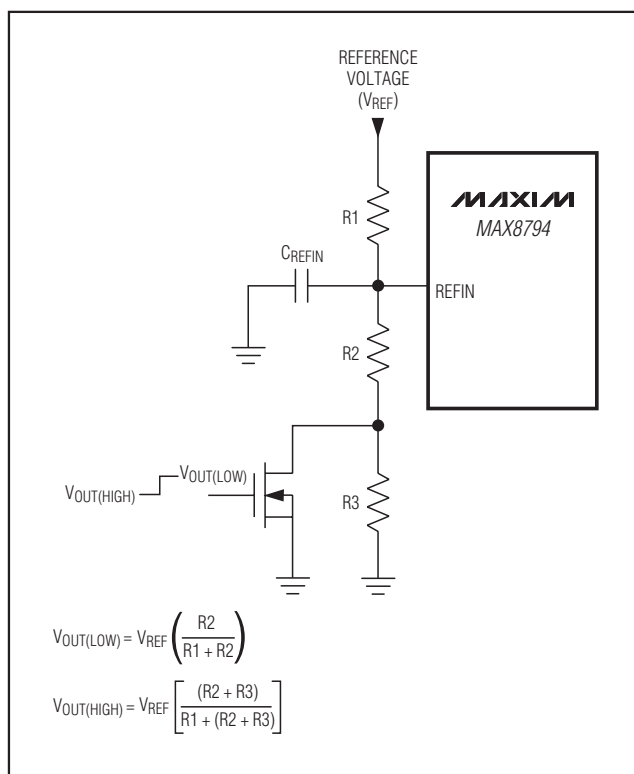 REFERENCE
VOLTAGE
(VREF)
R1
MAXIM
MAX8794
CREFIN
REFIN
R2
VOUT(LOW)
VOUT(HIGH)
R3
VOUT(LOW) = VREF (R2 / R1 + R2)
VOUT(HIGH) = VREF [(R2 + R3) / R1 + (R2 + R3)]